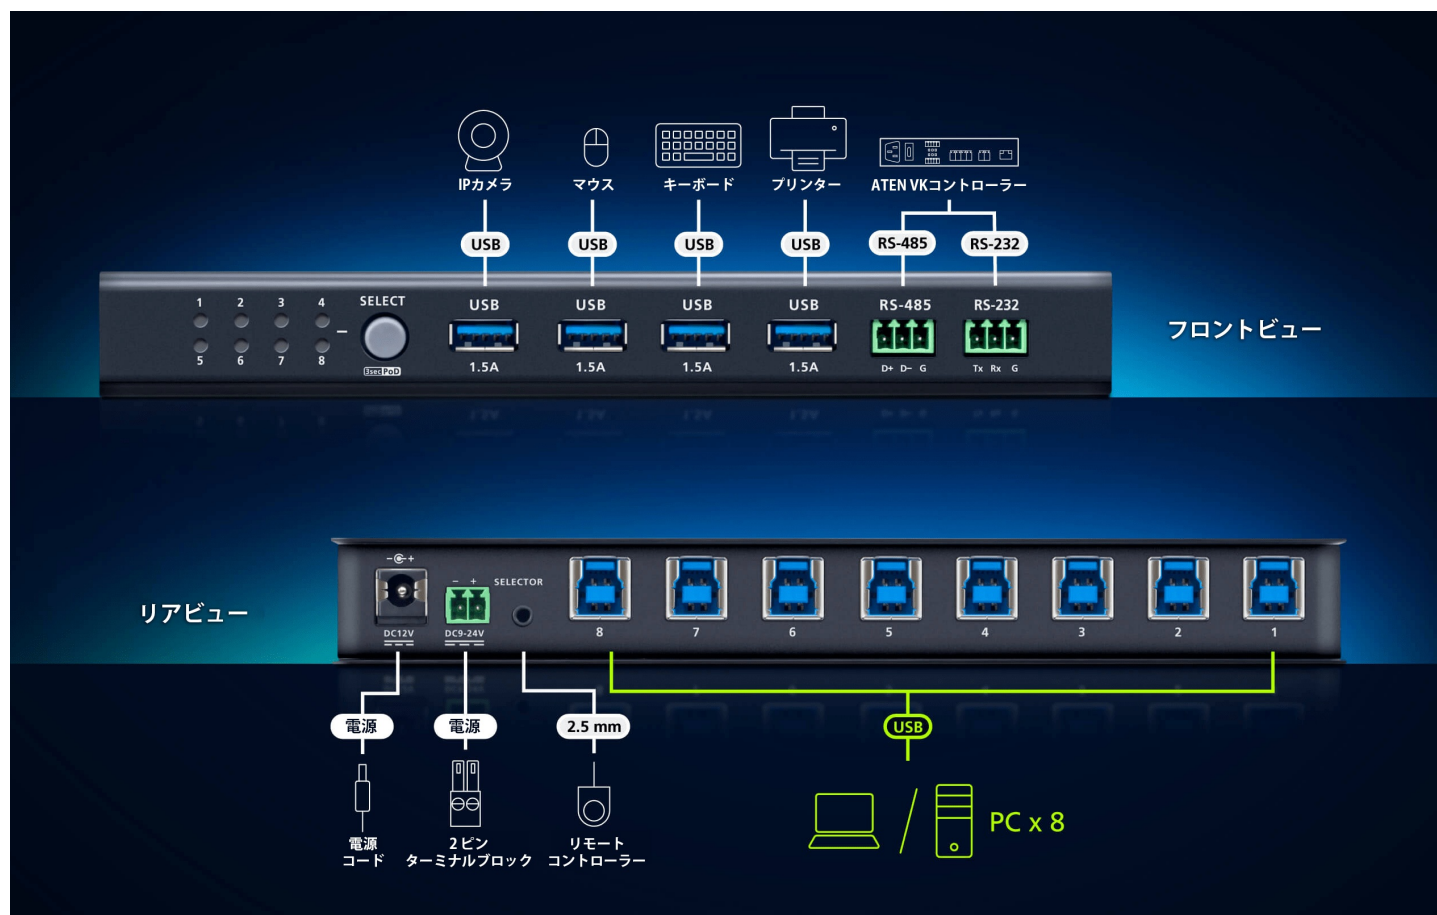 IPカメラ
マウス
キーボード
プリンター
ATEN VKコントローラー
USB
USB
USB
USB
RS-485
RS-232
1 2 3 4
SELECT
USB
USB
USB
USB
RS-485
RS-232
5 6 7 8
3sec PoD
1.5A
1.5A
1.5A
1.5A
D+ D- G
Tx Rx G
フロントビュー
リアビュー
- +
- +
SELECTOR
DC12V
DC9-24V
8 7 6 5 4 3 2 1
電源
電源
2.5 mm
USB
電源
コード
2ピン
ターミナルブロック
リモート
コントローラー
PC x 8